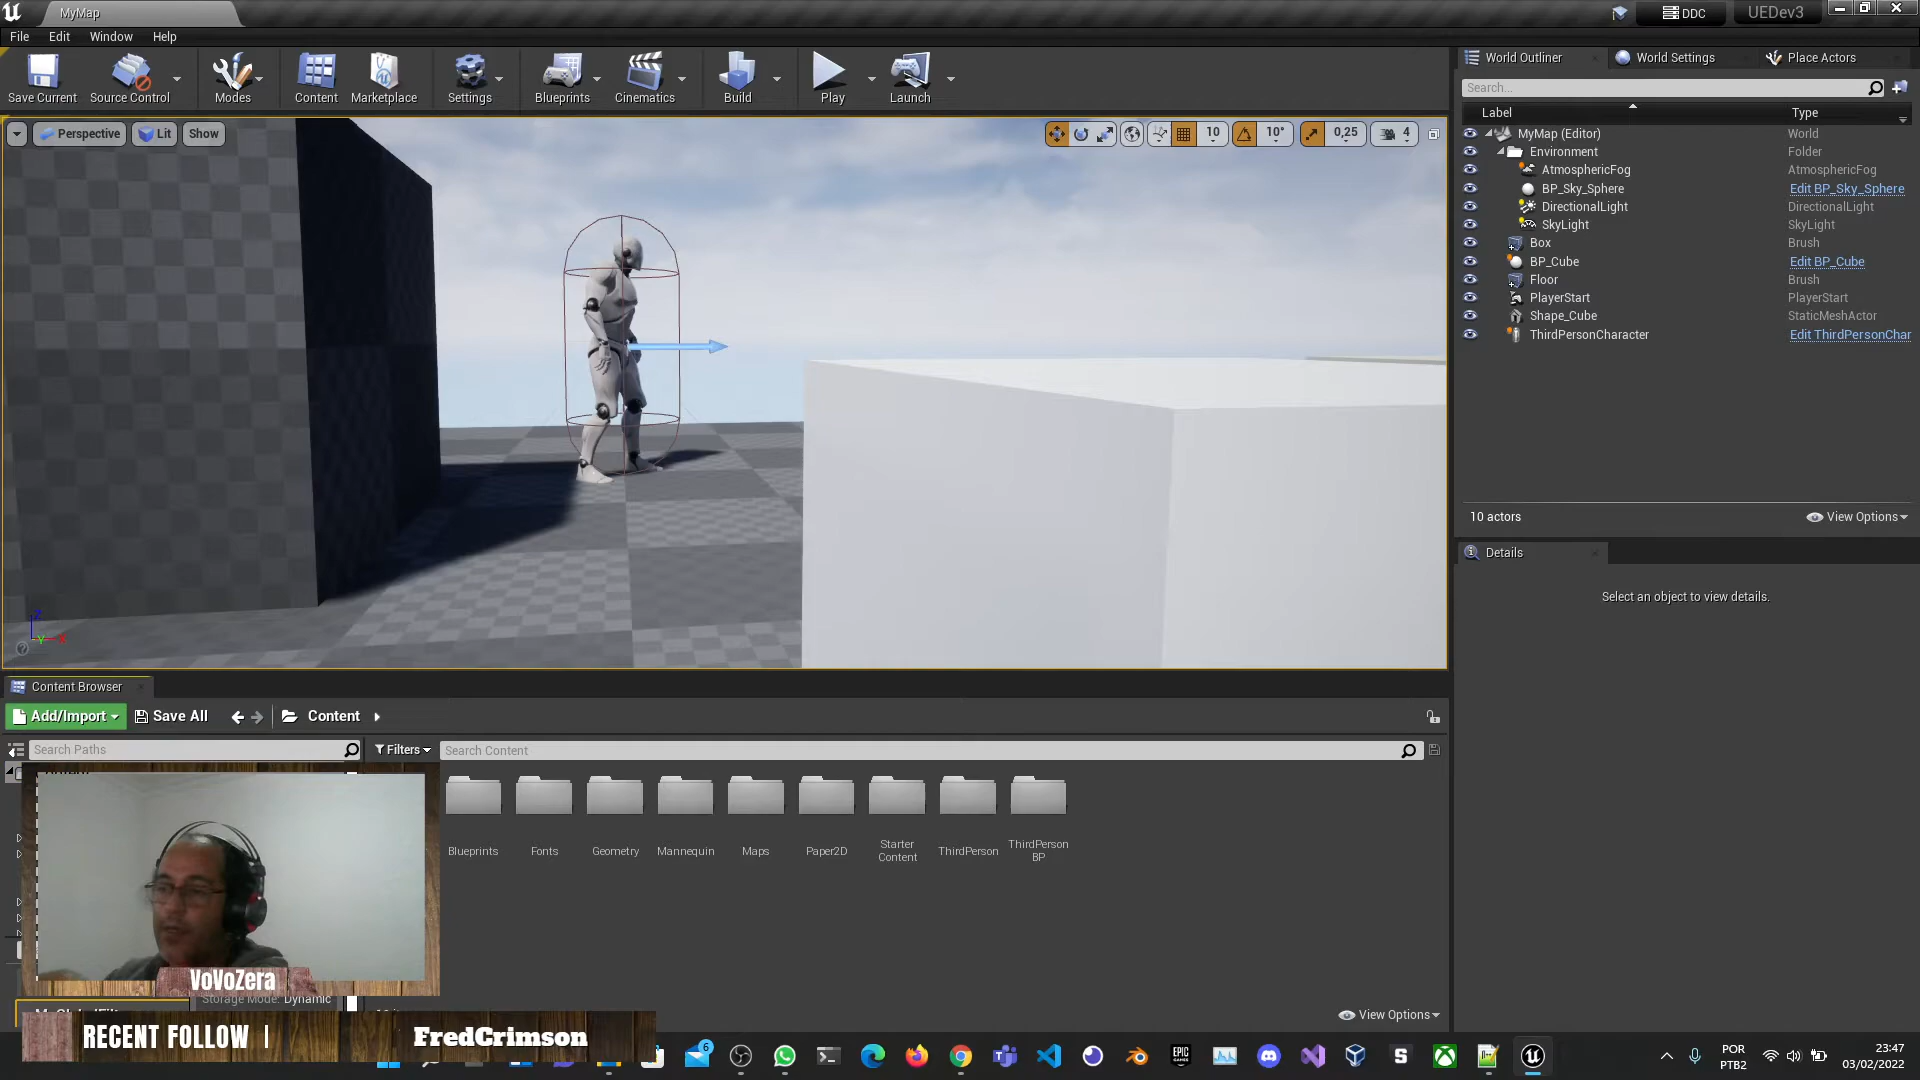 MyMap
DDC
UEDev3
File Edit Window Help
Save Current
Source Control
Modes
Content
Marketplace
Settings
Blueprints
Cinematics
Build
Play
Launch
World Outliner
World Settings
Place Actors
Search...
Label Type
Perspective
Lit
Show
10
10°
0,25
4
MyMap (Editor) World
Environment Folder
AtmosphericFog AtmosphericFog
BP_Sky_Sphere Edit BP_Sky_Sphere
DirectionalLight DirectionalLight
SkyLight SkyLight
Box Brush
BP_Cube Edit BP_Cube
Floor Brush
PlayerStart PlayerStart
Shape_Cube StaticMeshActor
ThirdPersonCharacter Edit ThirdPersonChar
10 actors
View Options
Details
Select an object to view details.
Z
Y X
Content Browser
Add/Import
Save All
Content
Search Paths
Filters
Search Content
Blueprints
Fonts
Geometry
Mannequin
Maps
Paper2D
Starter
Content
ThirdPerson
ThirdPerson
BP
VoVoZera
Storage Mode: Dynamic
View Options
RECENT FOLLOW |
FredCrimson
6
EPIC
GAMES
S
POR
PTB2
23:47
03/02/2022